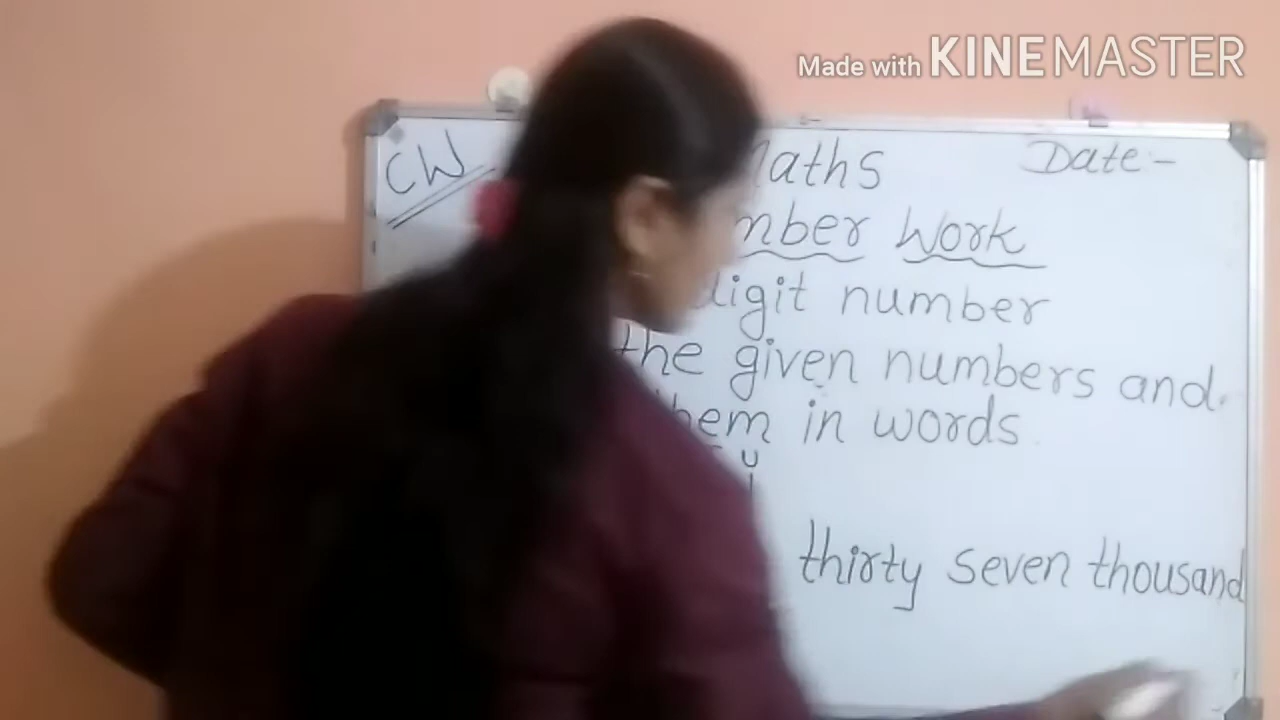 Made with KINEMASTER
CW Maths Date:-
Number Work
digit number
the given numbers and
them in words
U
thirty seven thousand